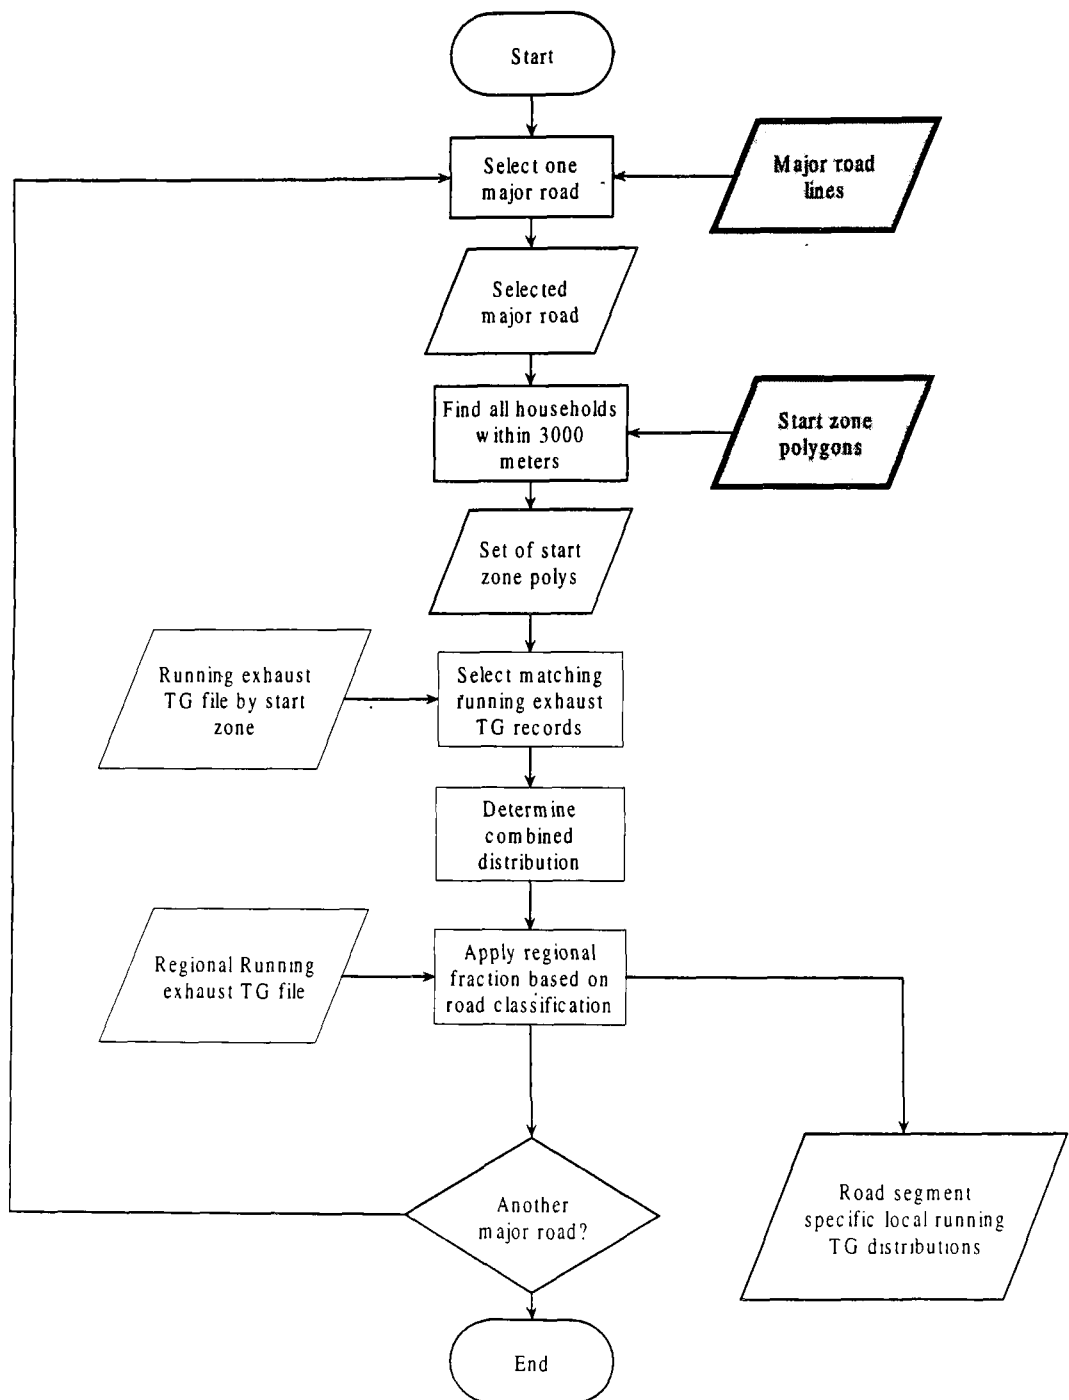 Start
Select one
major road
Major road
lines
Selected
major road
Find all households
within 3000
meters
Start zone
polygons
Set of start
zone polys
Running exhaust
TG file by start
zone
Select matching
running exhaust
TG records
Determine
combined
distribution
Regional Running
exhaust TG file
Apply regional
fraction based on
road classification
Another
major road?
Road segment
specific local running
TG distributions
End